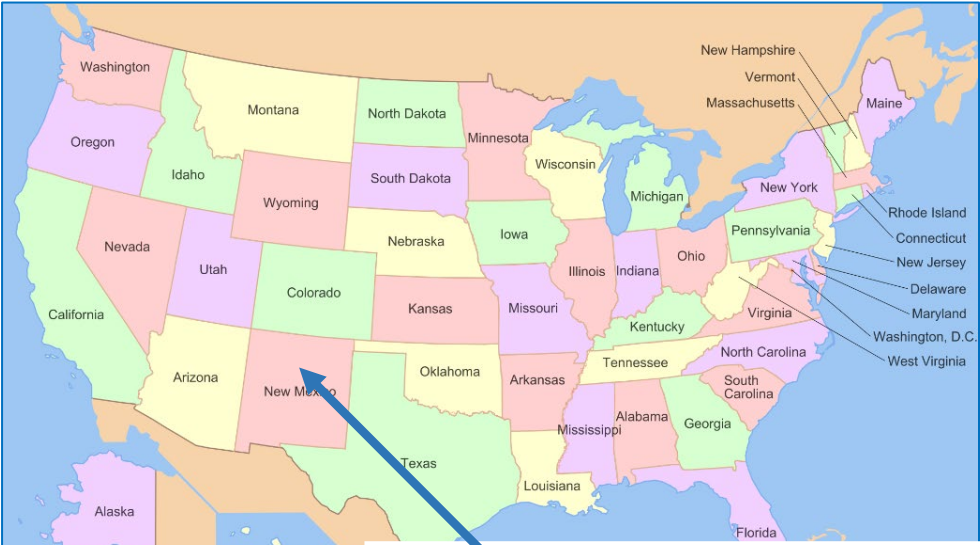 Washington
Oregon
California
Nevada
Idaho
Montana
Wyoming
Utah
Colorado
Arizona
New Mexico
North Dakota
South Dakota
Nebraska
Kansas
Oklahoma
Texas
Minnesota
Iowa
Missouri
Arkansas
Louisiana
Wisconsin
Illinois
Michigan
Indiana
Ohio
Kentucky
Tennessee
Mississippi
Alabama
Georgia
Florida
South
Carolina
North Carolina
Virginia
Pennsylvania
New York
Maine
New Hampshire
Vermont
Massachusetts
Rhode Island
Connecticut
New Jersey
Delaware
Maryland
Washington, D.C.
West Virginia
Alaska